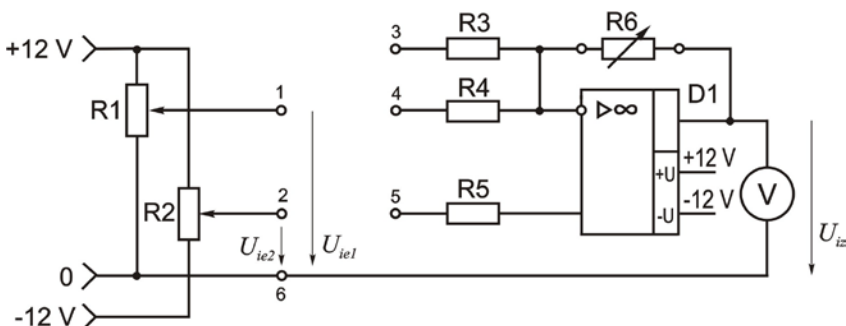 +12 V
R1
R2
0
-12 V
1
2
6
U_ie2
U_ie1
3
4
5
R3
R4
R5
R6
▷∞
D1
+U
-U
+12 V
-12 V
V
U_iz